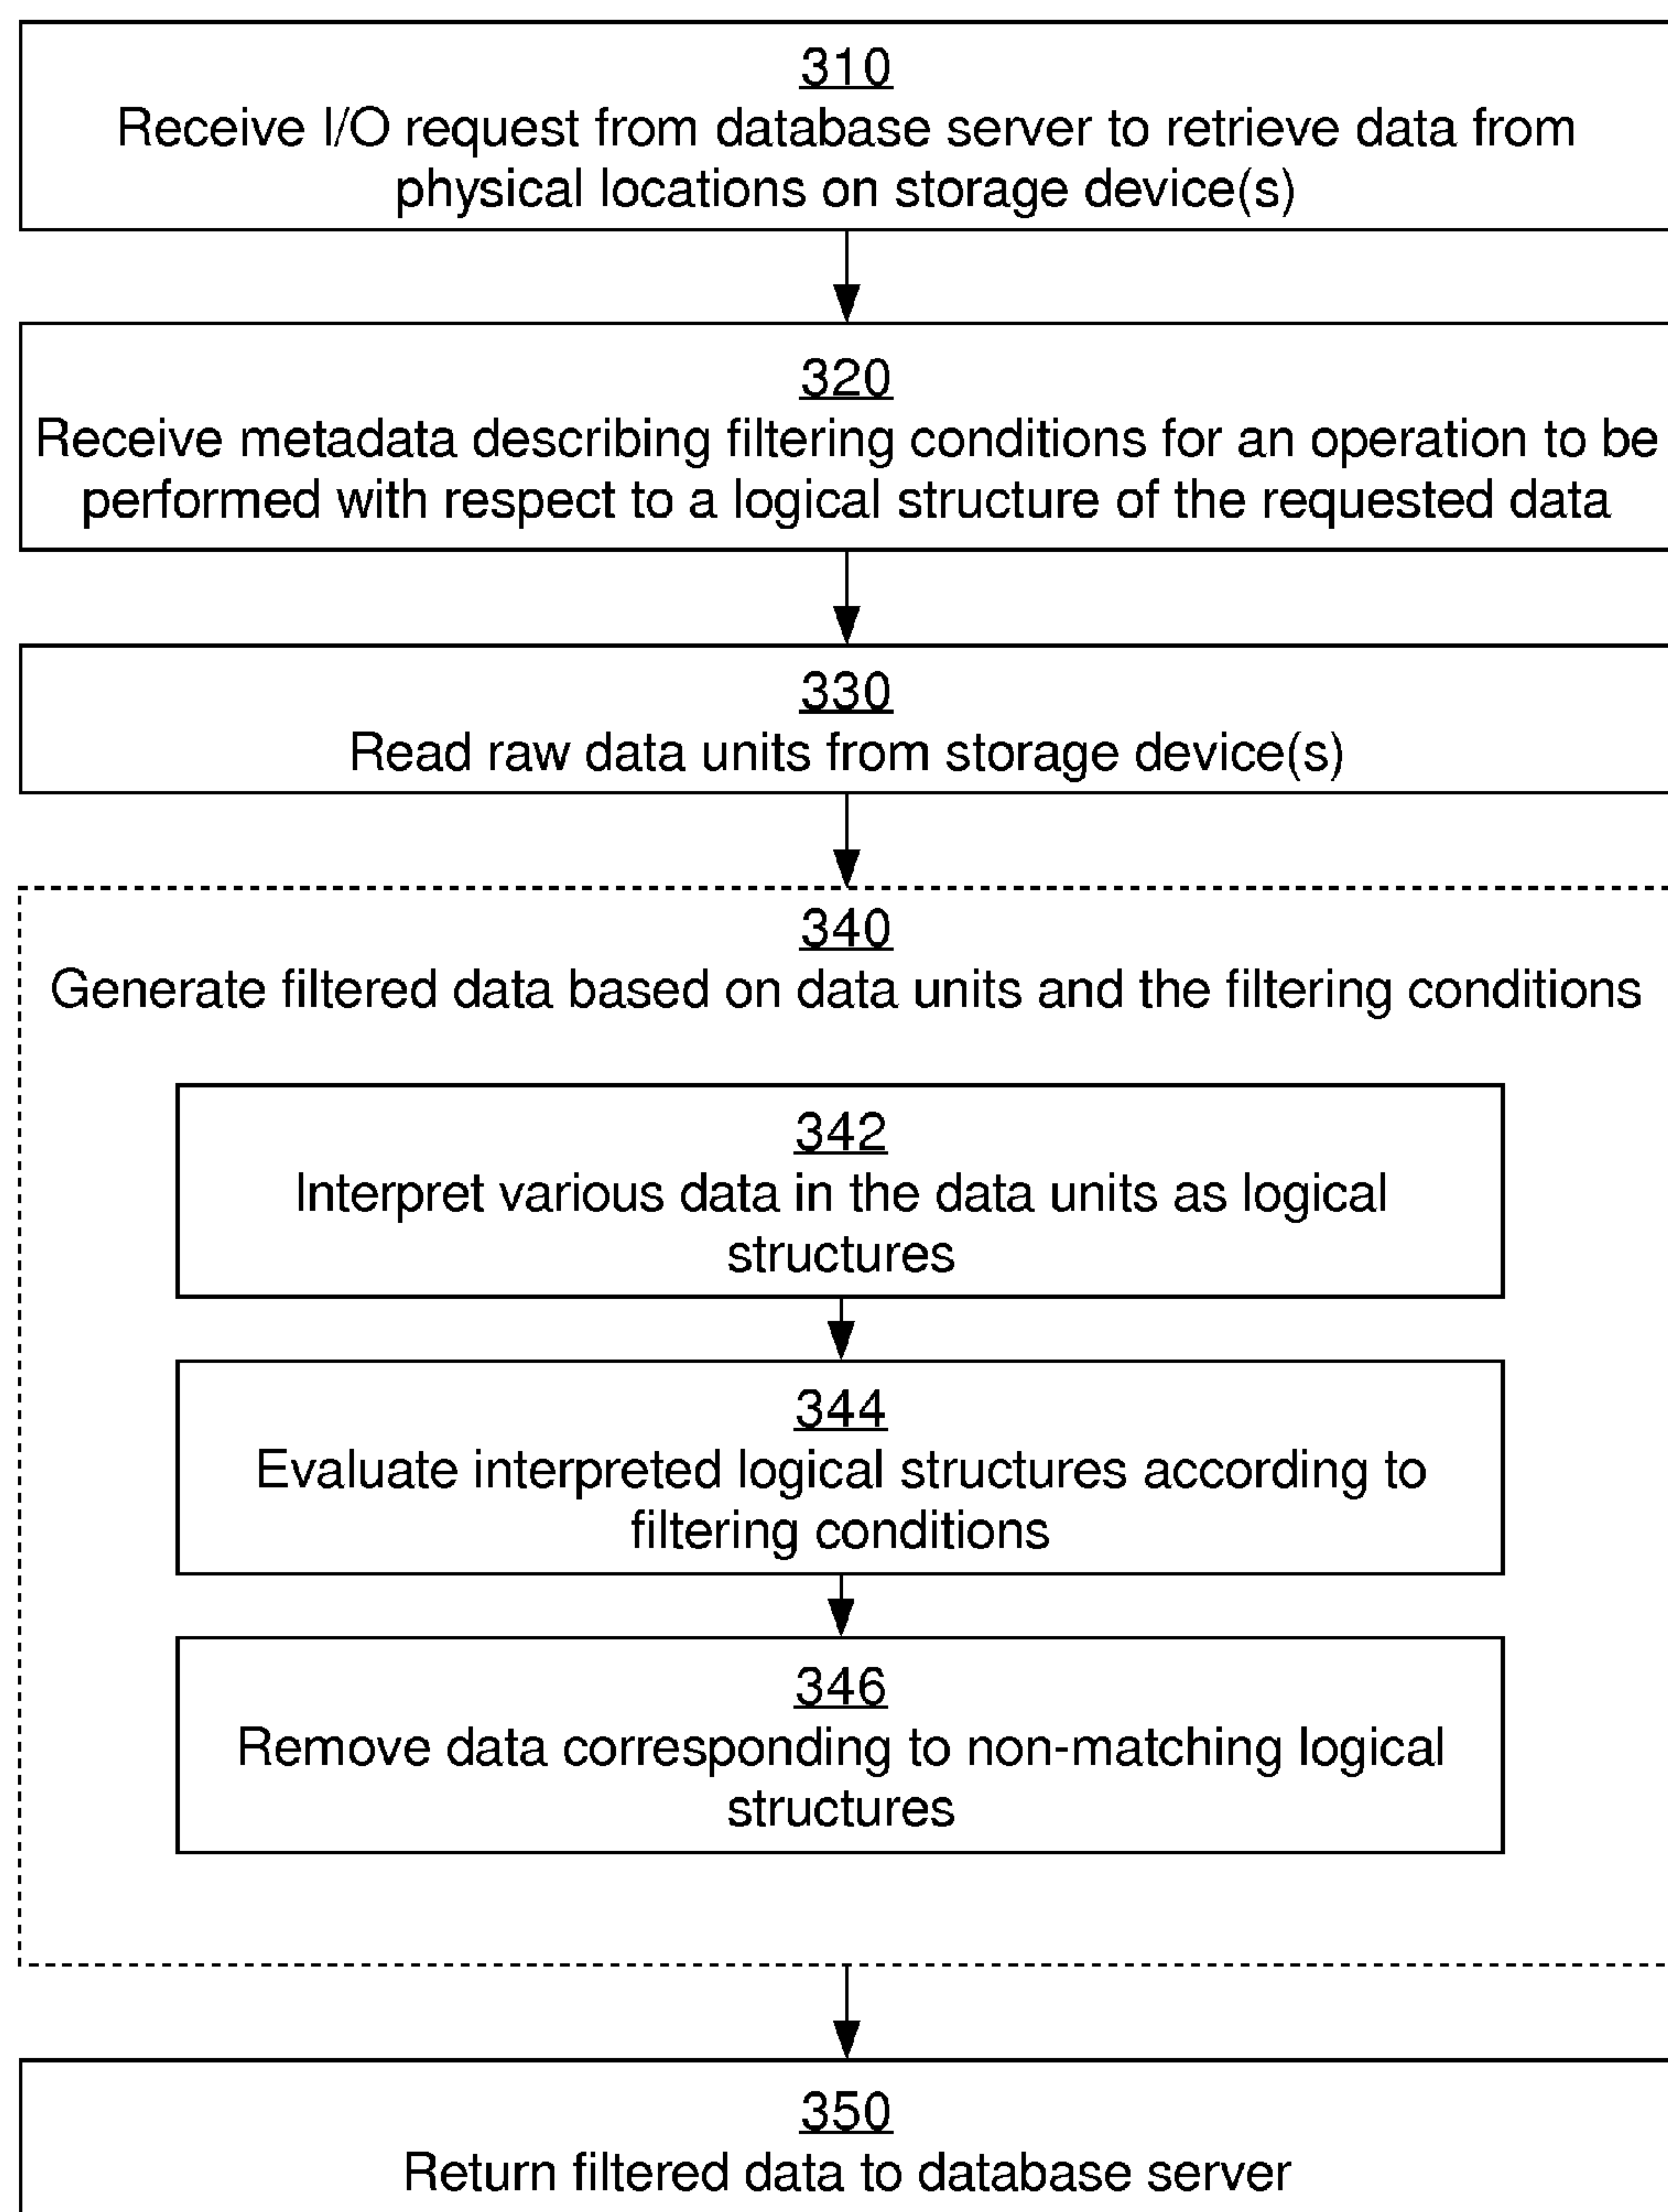 310
Receive I/O request from database server to retrieve data from
physical locations on storage device(s)
320
Receive metadata describing filtering conditions for an operation to be
performed with respect to a logical structure of the requested data
330
Read raw data units from storage device(s)
340
Generate filtered data based on data units and the filtering conditions
342
Interpret various data in the data units as logical
structures
344
Evaluate interpreted logical structures according to
filtering conditions
346
Remove data corresponding to non-matching logical
structures
350
Return filtered data to database server